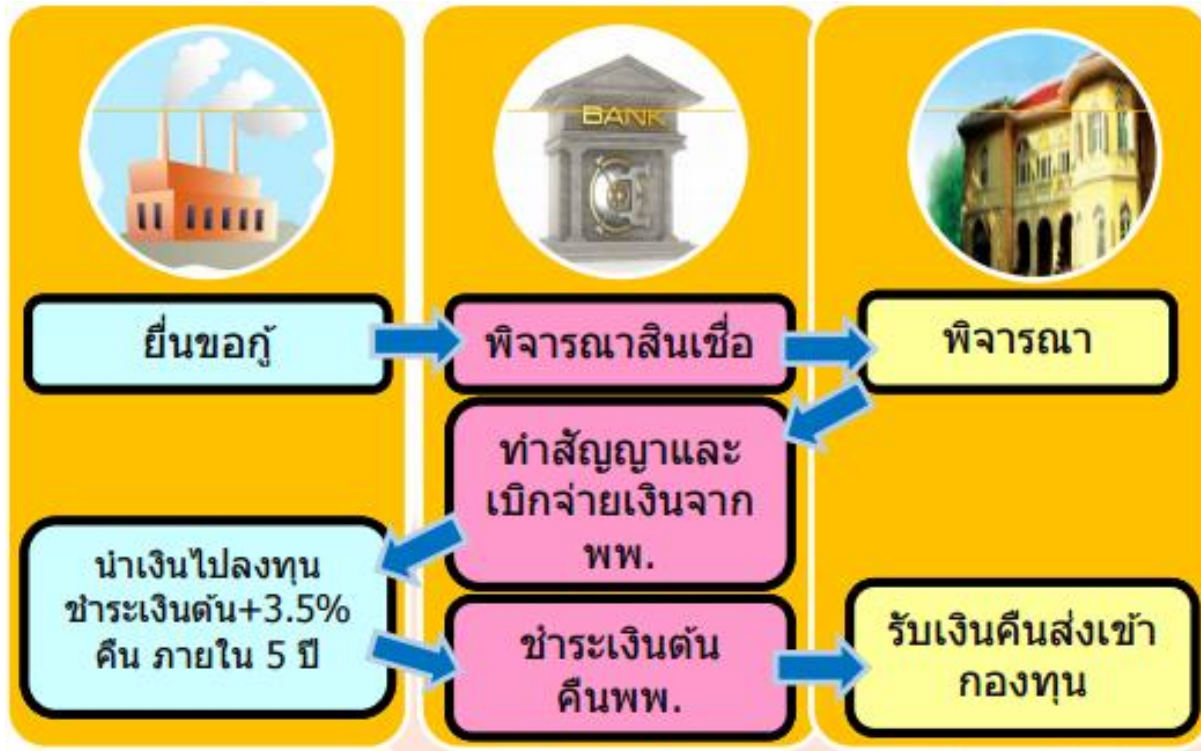 BANK
ยื่นขอกู้
พิจารณาสินเชื่อ
พิจารณา
ทำสัญญาและ
เบิกจ่ายเงินจาก
พพ.
นำเงินไปลงทุน
ชำระเงินต้น+3.5%
คืน ภายใน 5 ปี
ชำระเงินต้น
คืนพพ.
รับเงินคืนส่งเข้า
กองทุน